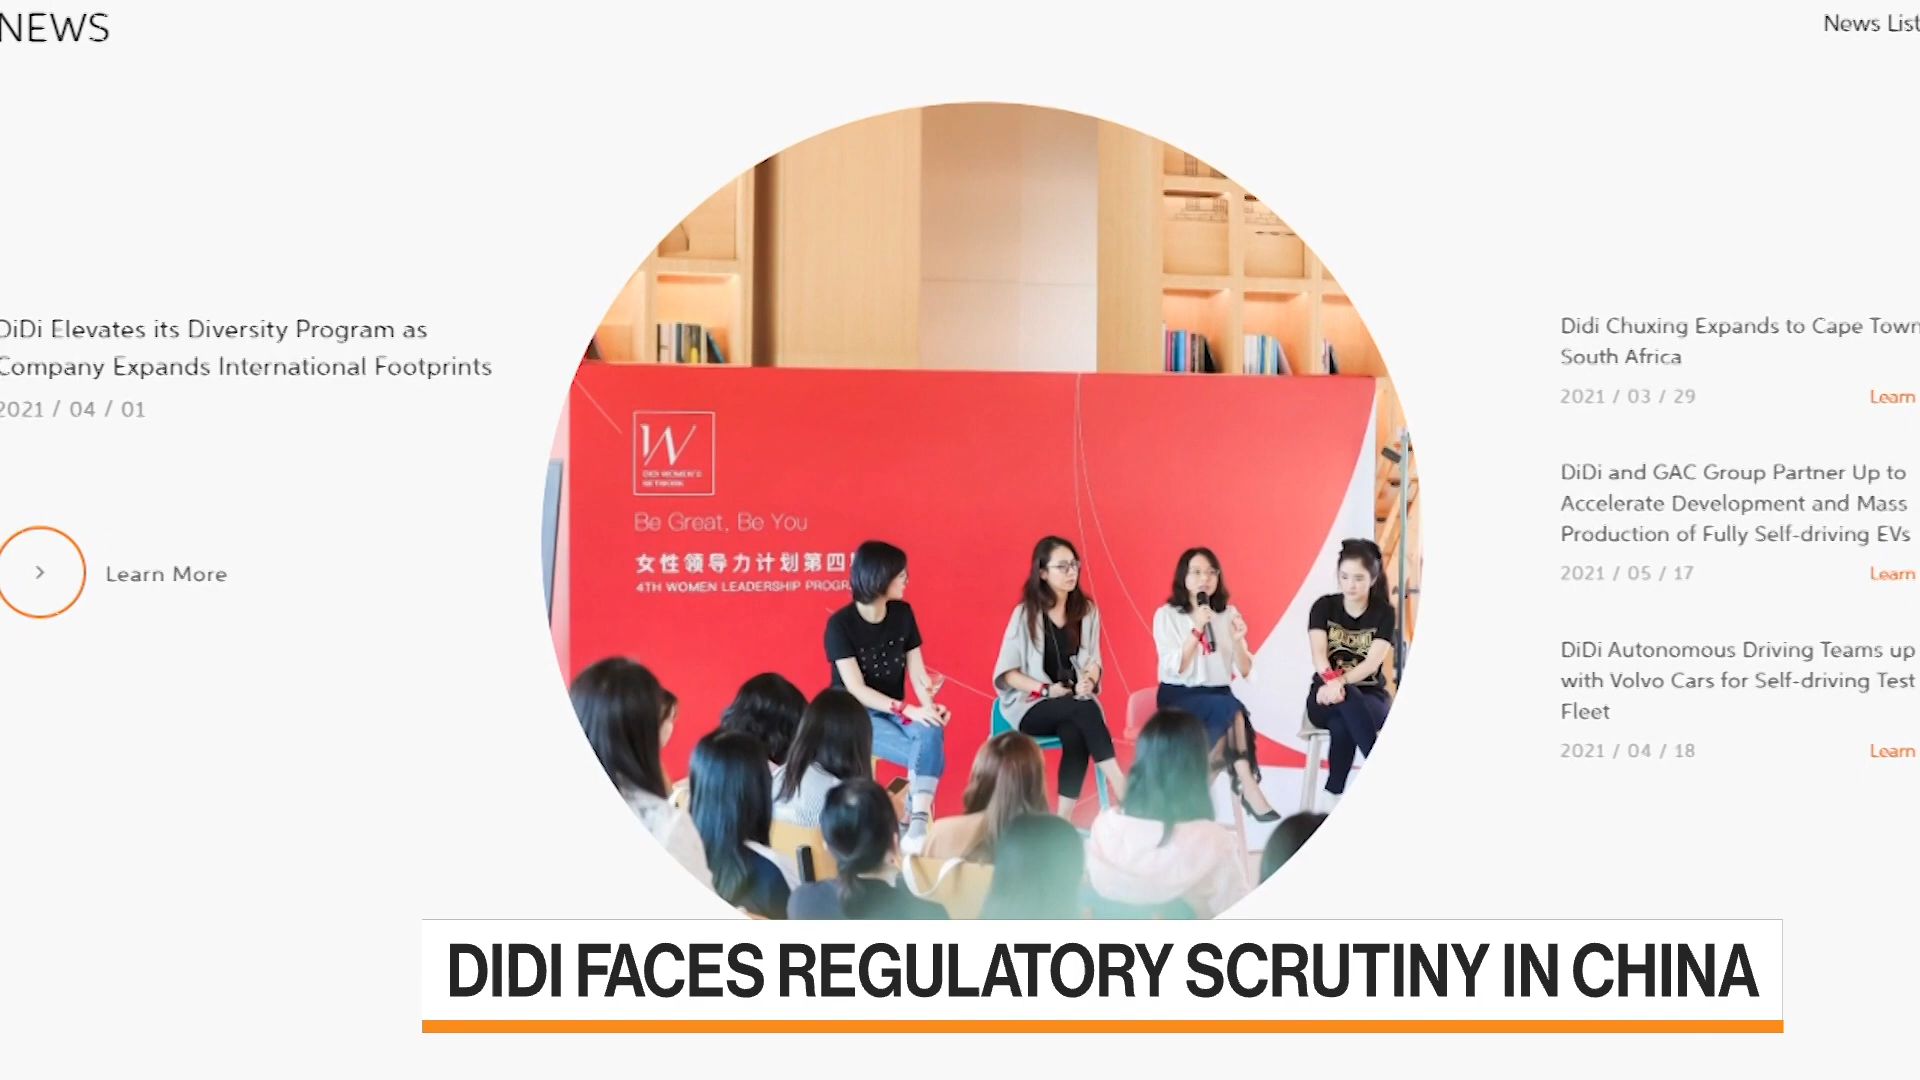 NEWS
News List
DiDi Elevates its Diversity Program as
Company Expands International Footprints
2021 / 04 / 01
Learn More
W
DIDI WOMEN'S
NETWORK
Be Great, Be You
女性领导力计划第四
4TH WOMEN LEADERSHIP PROGR
Didi Chuxing Expands to Cape Town
South Africa
2021 / 03 / 29
Learn
DiDi and GAC Group Partner Up to
Accelerate Development and Mass
Production of Fully Self-driving EVs
2021 / 05 / 17
Learn
DiDi Autonomous Driving Teams up
with Volvo Cars for Self-driving Test
Fleet
2021 / 04 / 18
Learn
DIDI FACES REGULATORY SCRUTINY IN CHINA